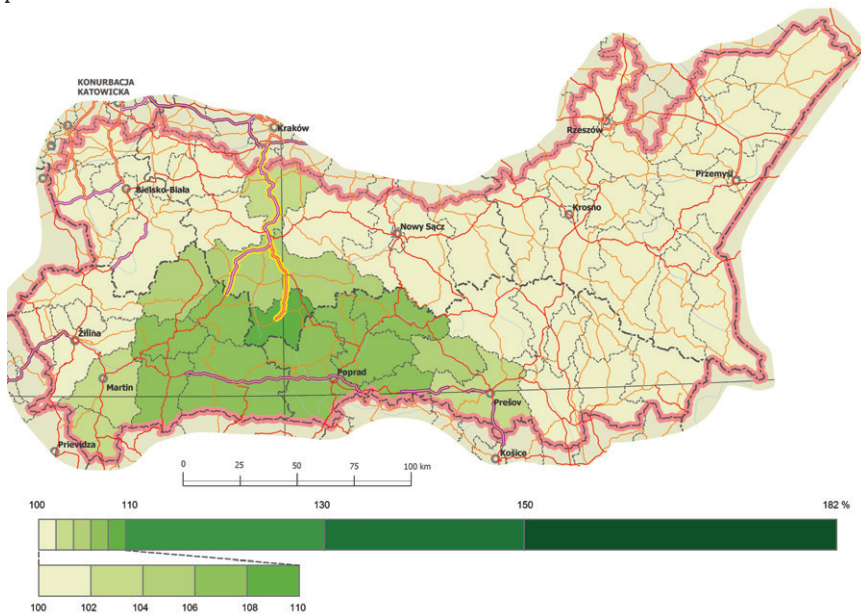 KONURBACJA
KATOWICKA
Kraków
Rzeszów
Przemyśl
Bielsko-Biała
Krosno
Nowy Sącz
Žilina
Martin
Poprad
Prešov
Prievidza
Košice
0 25 50 75 100 km
100 110 130 150 182 %
100 102 104 106 108 110